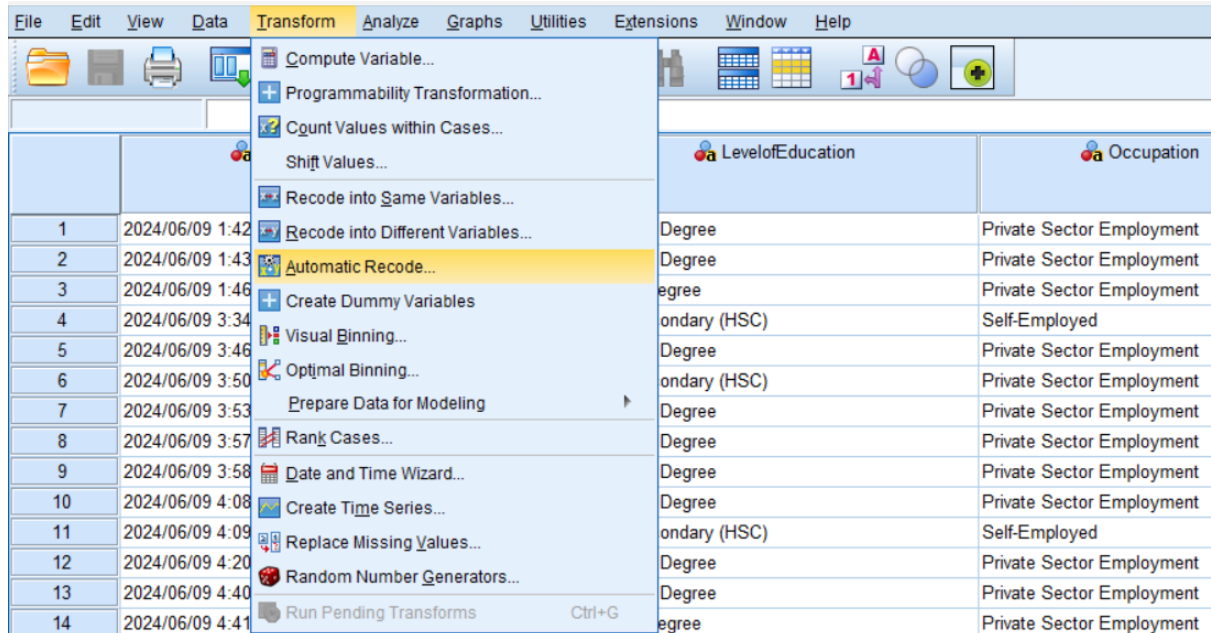 File Edit View Data Transform Analyze Graphs Utilities Extensions Window Help
Compute Variable...
Programmability Transformation...
Count Values within Cases...
Shift Values...
Recode into Same Variables...
Recode into Different Variables...
Automatic Recode...
Create Dummy Variables
Visual Binning...
Optimal Binning...
Prepare Data for Modeling
Rank Cases...
Date and Time Wizard...
Create Time Series...
Replace Missing Values...
Random Number Generators...
Run Pending Transforms Ctrl+G
A
1
a LevelofEducation a Occupation
1 2024/06/09 1:42 Degree Private Sector Employment
2 2024/06/09 1:43 Degree Private Sector Employment
3 2024/06/09 1:46 egree Private Sector Employment
4 2024/06/09 3:34 ondary (HSC) Self-Employed
5 2024/06/09 3:46 Degree Private Sector Employment
6 2024/06/09 3:50 ondary (HSC) Private Sector Employment
7 2024/06/09 3:53 Degree Private Sector Employment
8 2024/06/09 3:57 Degree Private Sector Employment
9 2024/06/09 3:58 Degree Private Sector Employment
10 2024/06/09 4:08 Degree Private Sector Employment
11 2024/06/09 4:09 ondary (HSC) Self-Employed
12 2024/06/09 4:20 Degree Private Sector Employment
13 2024/06/09 4:40 Degree Private Sector Employment
14 2024/06/09 4:41 egree Private Sector Employment